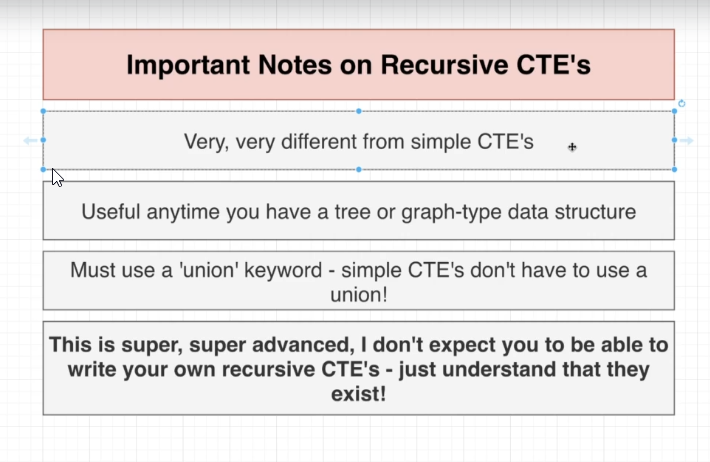 Important Notes on Recursive CTE's
Very, very different from simple CTE's
Useful anytime you have a tree or graph-type data structure
Must use a 'union' keyword - simple CTE's don't have to use a
union!
This is super, super advanced, I don't expect you to be able to
write your own recursive CTE's - just understand that they
exist!